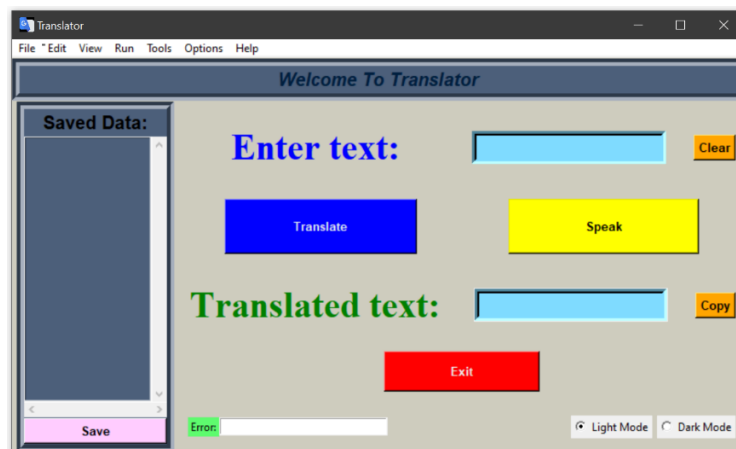 Translator
File " Edit View Run Tools Options Help
Welcome To Translator
Saved Data:
Enter text:
Clear
Translate
Speak
Translated text:
Copy
Exit
Save
Error:
Light Mode
Dark Mode